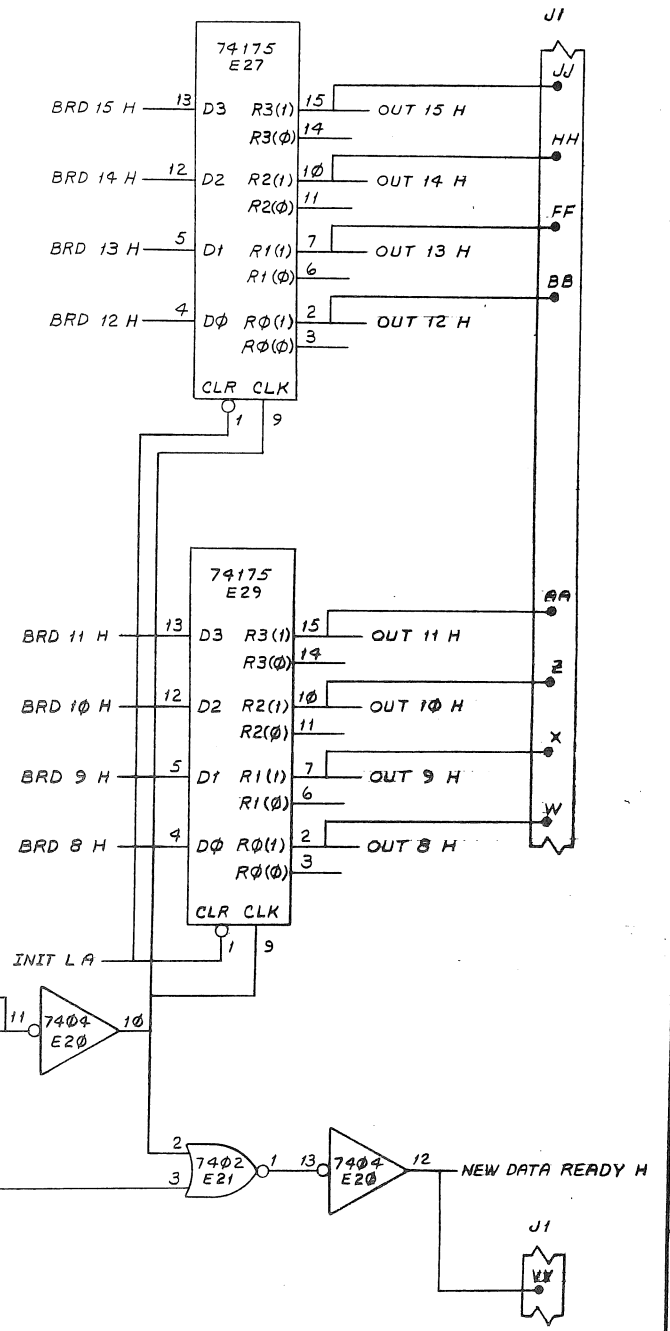 J1
74175
E27
JJ
BRD 15 H 13 D3 R3(1) 15 OUT 15 H
R3(Ø) 14
HH
BRD 14 H 12 D2 R2(1) 1Ø OUT 14 H
R2(Ø) 11
FF
BRD 13 H 5 D1 R1(1) 7 OUT 13 H
R1(Ø) 6
BB
BRD 12 H 4 DØ RØ(1) 2 OUT 12 H
RØ(Ø) 3
CLR CLK
1 9
74175
E29
AA
BRD 11 H 13 D3 R3(1) 15 OUT 11 H
R3(Ø) 14
Z
BRD 1Ø H 12 D2 R2(1) 1Ø OUT 1Ø H
R2(Ø) 11
X
BRD 9 H 5 D1 R1(1) 7 OUT 9 H
R1(Ø) 6
W
BRD 8 H 4 DØ RØ(1) 2 OUT 8 H
RØ(Ø) 3
CLR CLK
1 9
INIT L A
11 74Ø4 1Ø
E2Ø
2
3
74Ø2
E21
1 13 74Ø4 12 NEW DATA READY H
E2Ø
J1